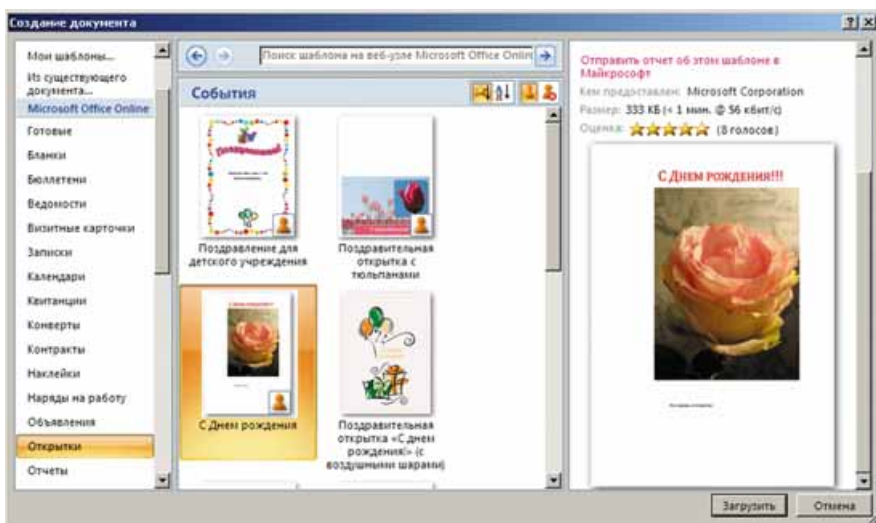 Создание документа
Мои шаблоны...
Из существующего
документа...
Microsoft Office Online
Готовые
Бланки
Бюллетени
Ведомости
Визитные карточки
Записки
Календари
Квитанции
Конверты
Контракты
Наклейки
Наряды на работу
Объявления
Открытки
Отчеты
Поиск шаблона на веб-узле Microsoft Office Online
События
Поздравляем!
Поздравление для
детского учреждения
Поздравительная
открытка с
тюльпанами
С Днем рождения
С Днем рождения
Поздравительная
открытка «С днем
рождения!» (с
воздушными шарами)
Отправить отчет об этом шаблоне в
Майкрософт
Кем предоставлен: Microsoft Corporation
Размер: 333 КБ (< 1 мин. @ 56 кбит/с)
Оценка: (8 голосов)
С Днем рождения!!!
Загрузить
Отмена